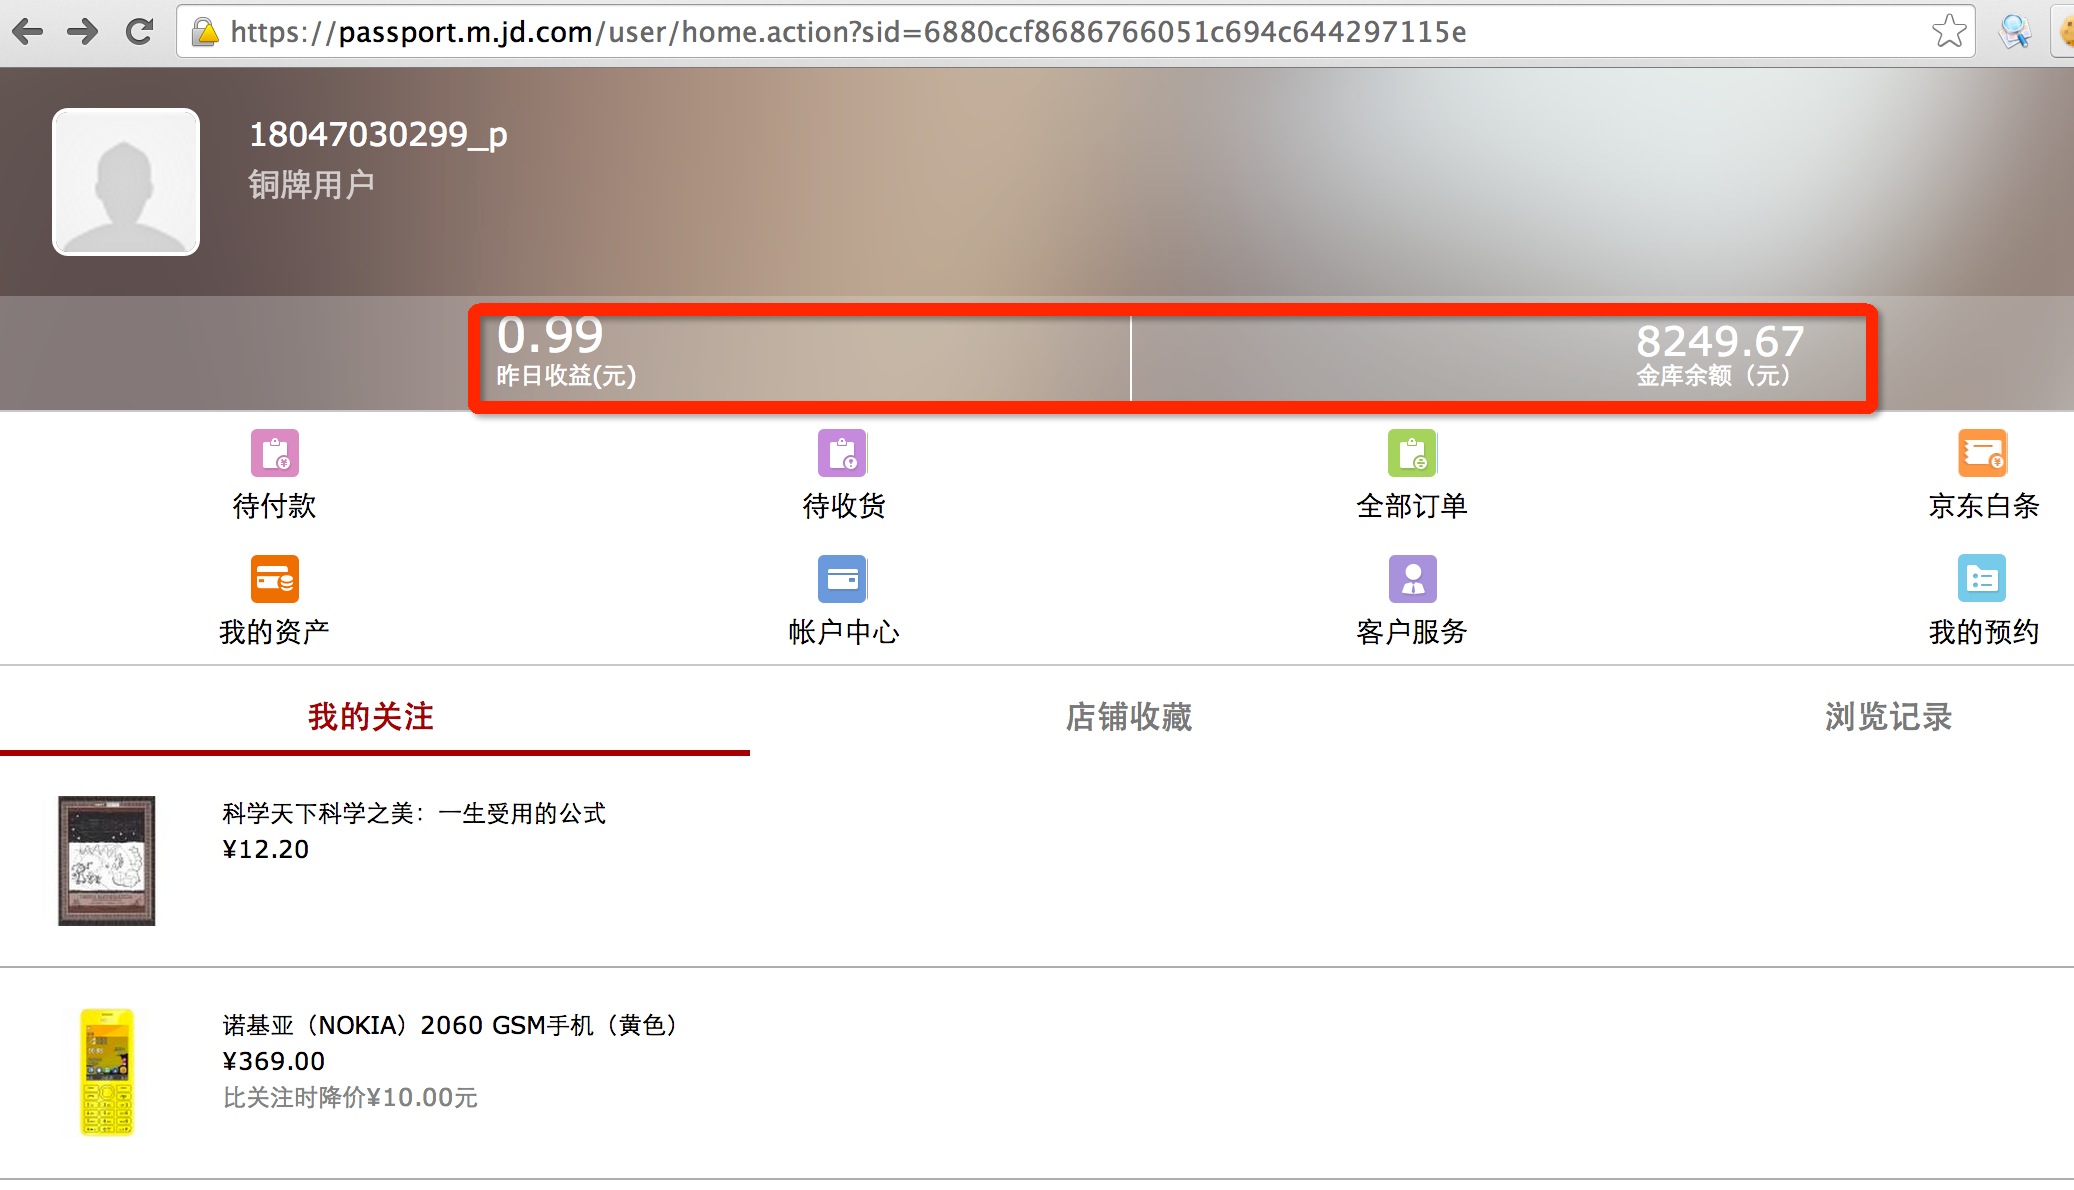 https://passport.m.jd.com/user/home.action?sid=6880ccf8686766051c694c644297115e
18047030299_p
铜牌用户
0.99
昨日收益(元)
8249.67
金库余额（元）
待付款
待收货
全部订单
京东白条
我的资产
帐户中心
客户服务
我的预约
我的关注
店铺收藏
浏览记录
科学天下科学之美：一生受用的公式
¥12.20
诺基亚（NOKIA）2060 GSM手机（黄色）
¥369.00
比关注时降价¥10.00元